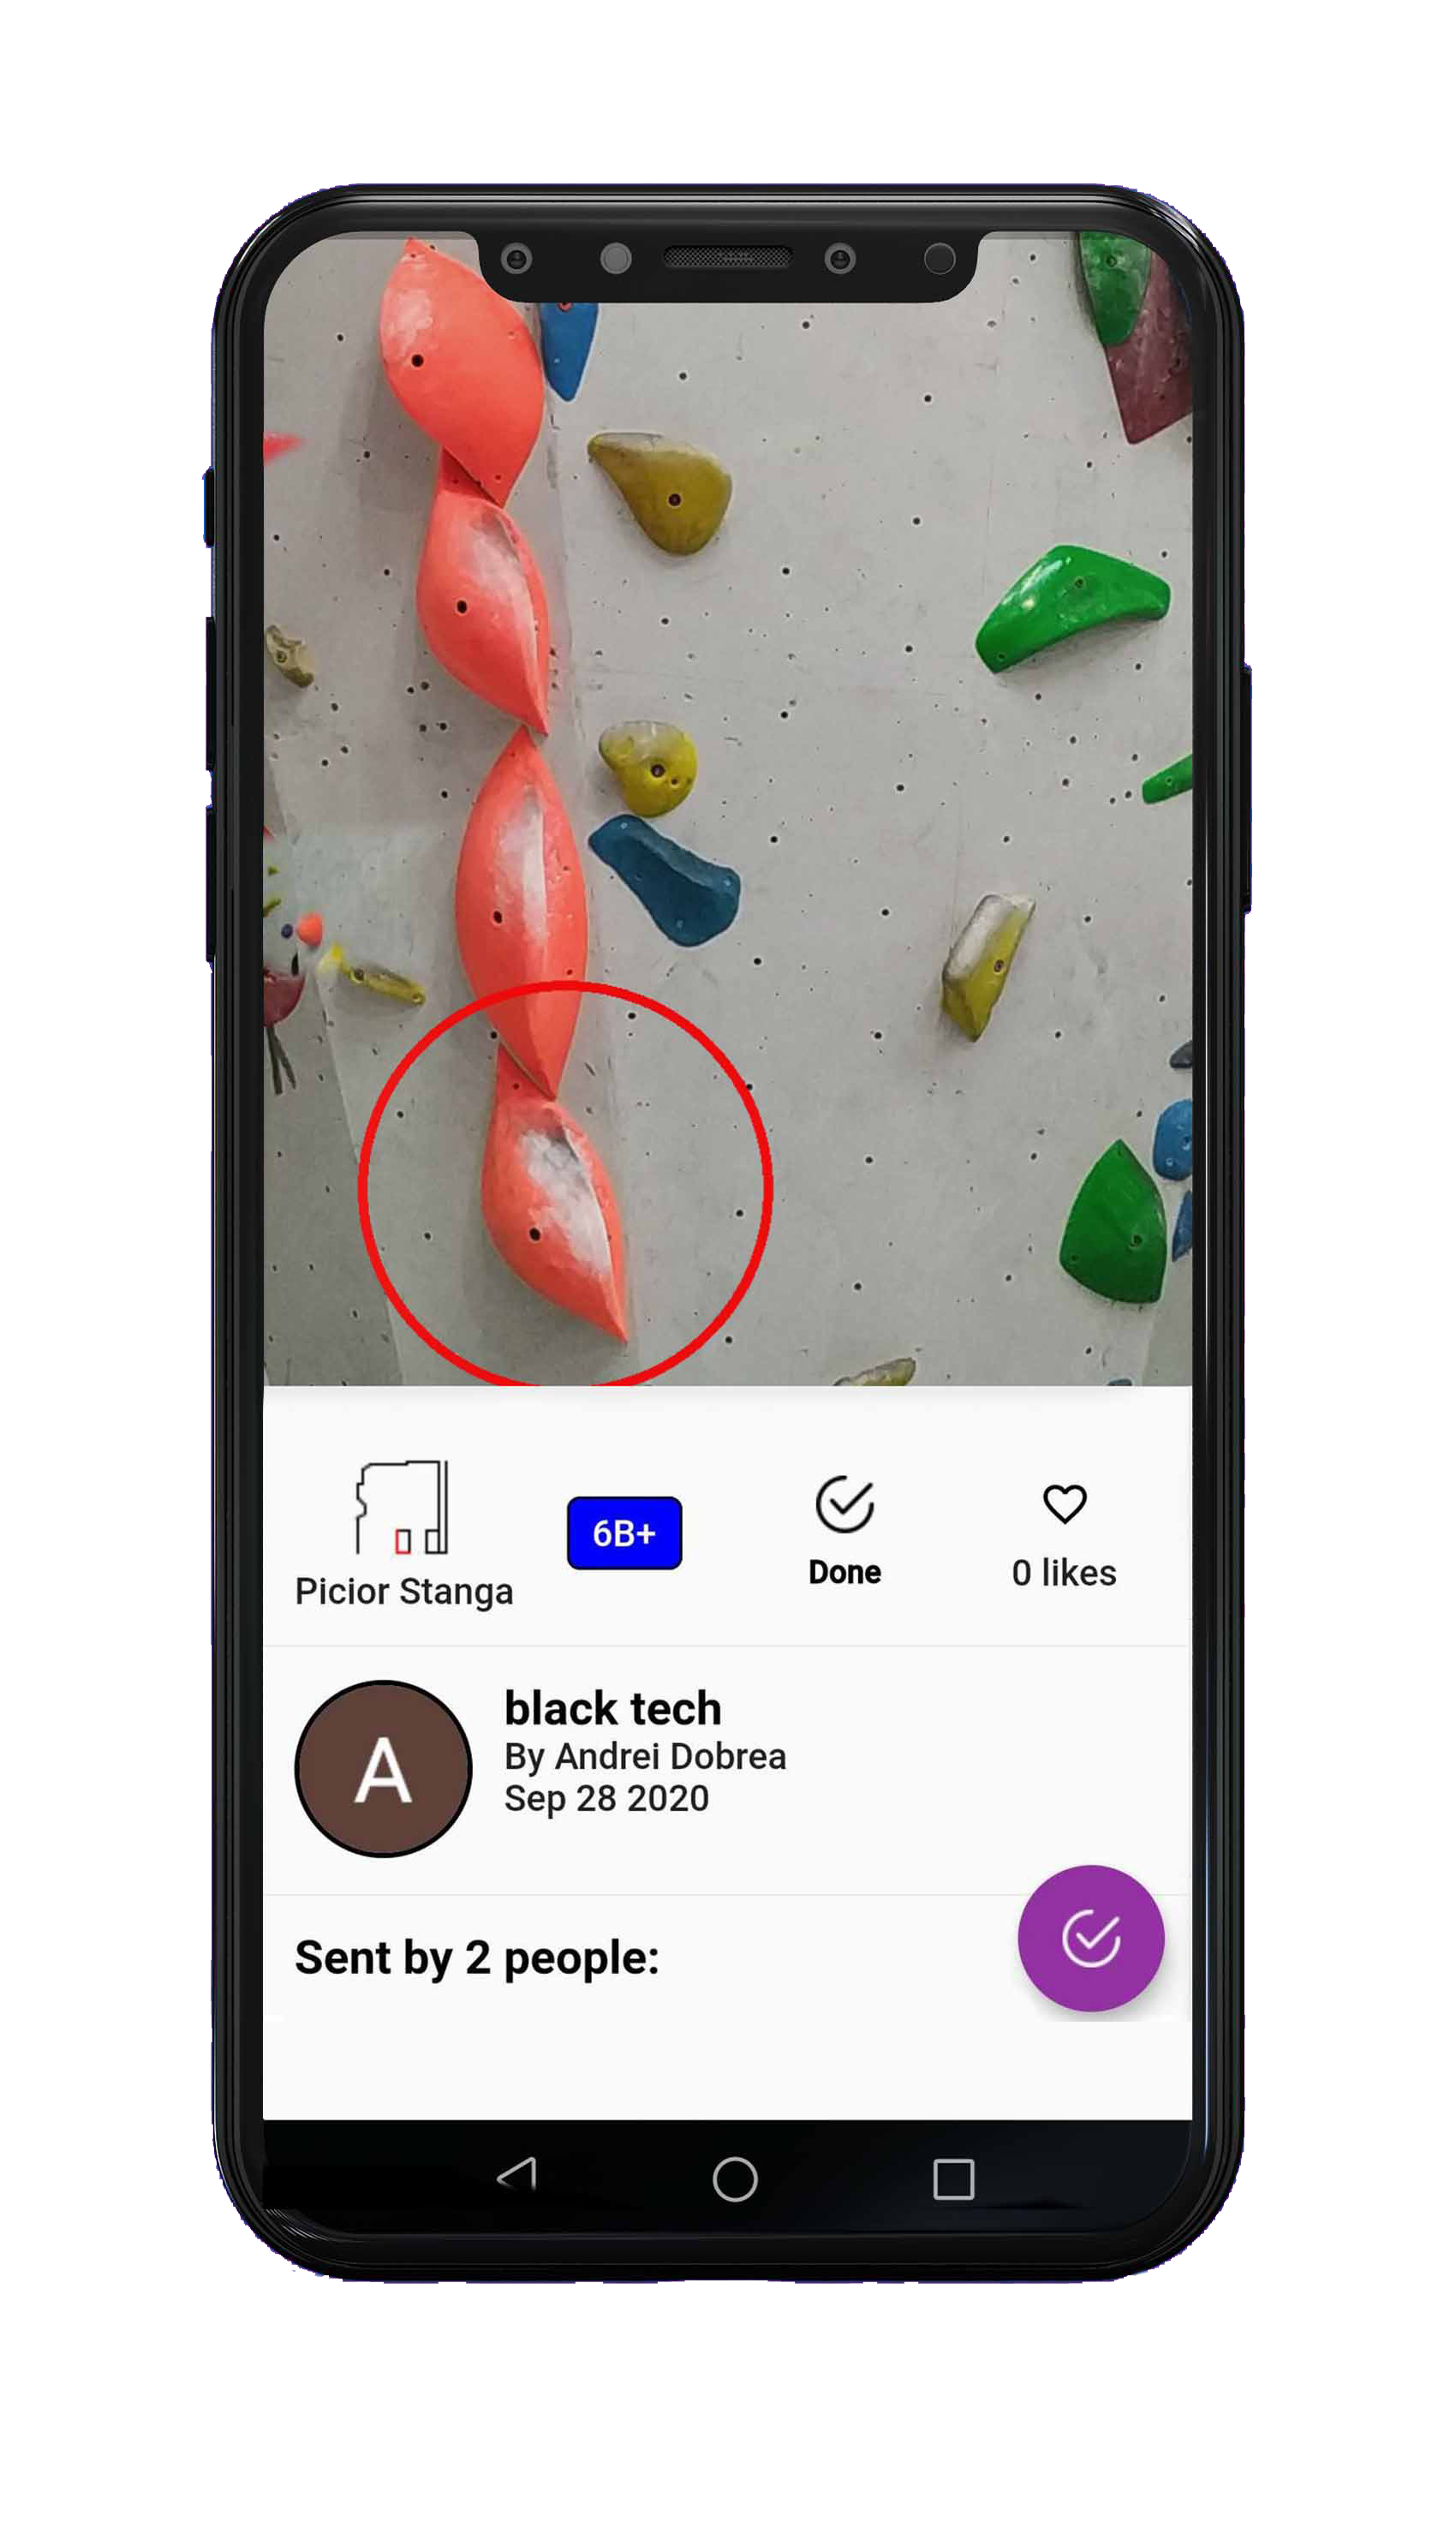 Picior Stanga
6B+
Done
0 likes
A
black tech
By Andrei Dobrea
Sep 28 2020
Sent by 2 people: